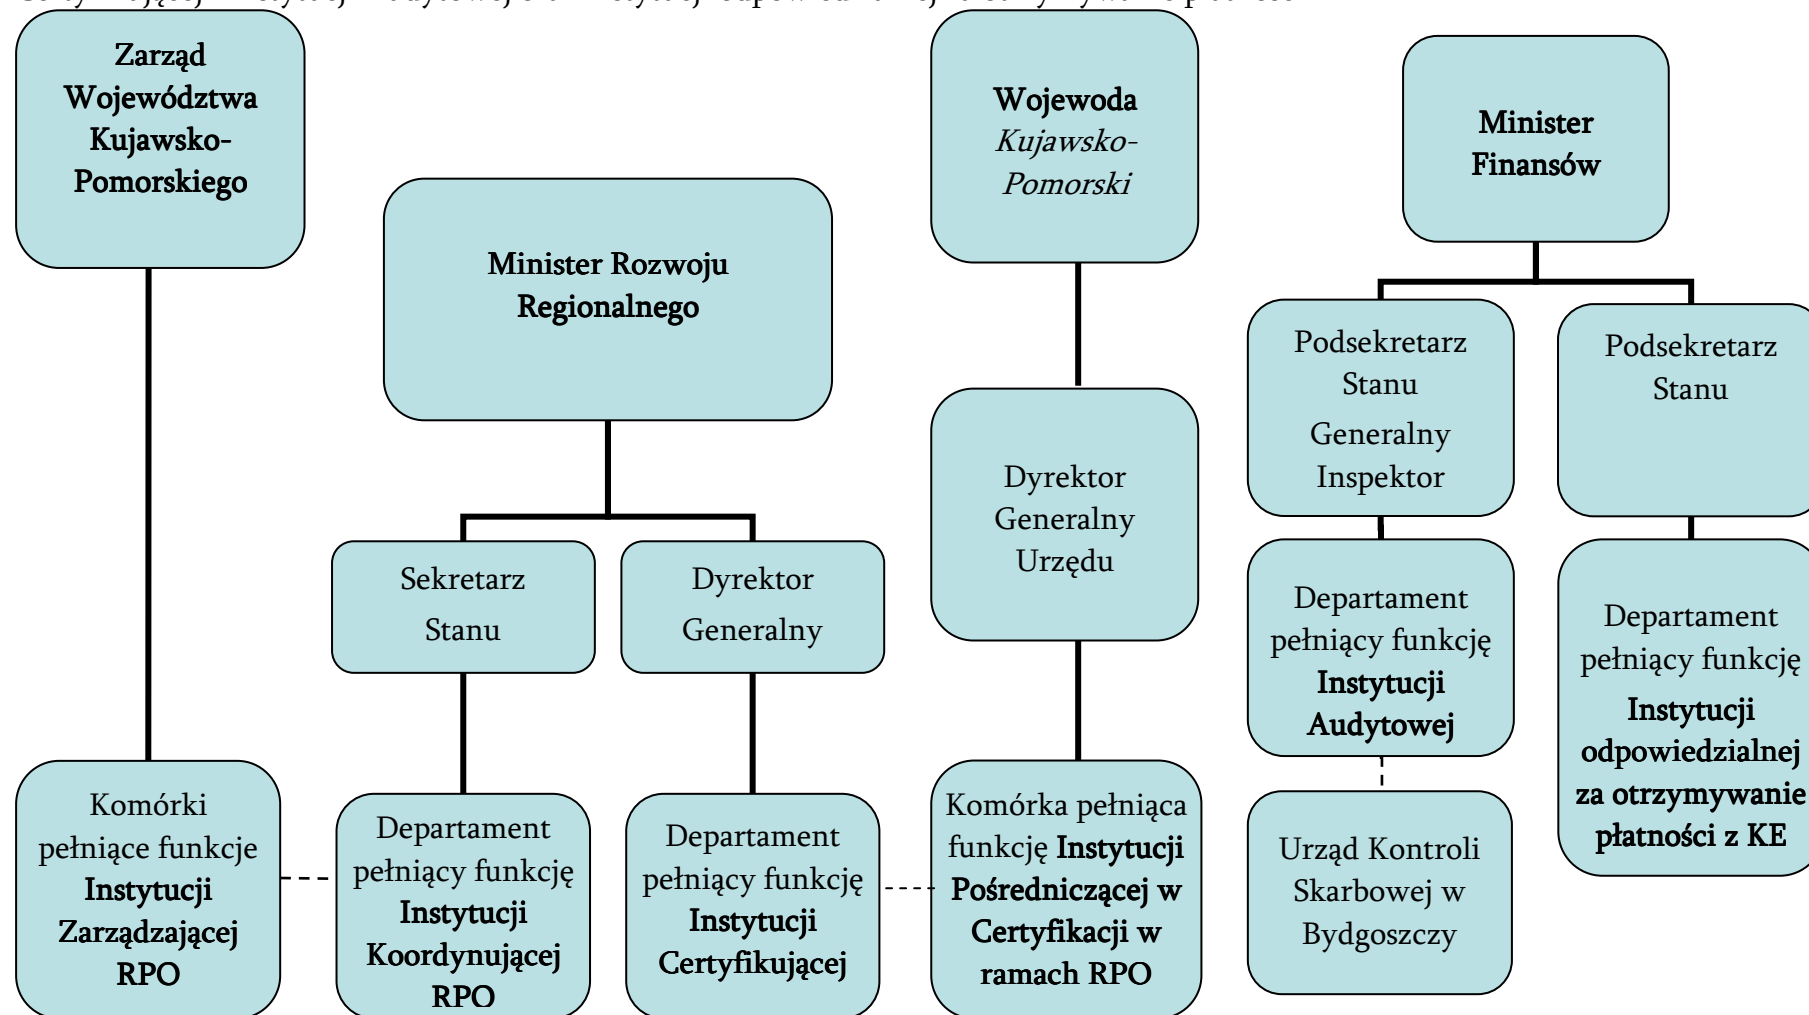 Zarząd
Województwa
Kujawsko-
Pomorskiego
Minister Rozwoju
Regionalnego
Wojewoda
Kujawsko-
Pomorski
Minister
Finansów
Sekretarz
Stanu
Dyrektor
Generalny
Dyrektor
Generalny
Urzędu
Podsekretarz
Stanu
Generalny
Inspektor
Podsekretarz
Stanu
Komórki
pełniące funkcje
Instytucji
Zarządzającej
RPO
Departament
pełniący funkcję
Instytucji
Koordynującej
RPO
Departament
pełniący funkcję
Instytucji
Certyfikującej
Komórka pełniąca
funkcję Instytucji
Pośredniczącej w
Certyfikacji w
ramach RPO
Departament
pełniący funkcję
Instytucji
Audytowej
Urząd Kontroli
Skarbowej w
Bydgoszczy
Departament
pełniący funkcję
Instytucji
odpowiedzialnej
za otrzymywanie
płatności z KE